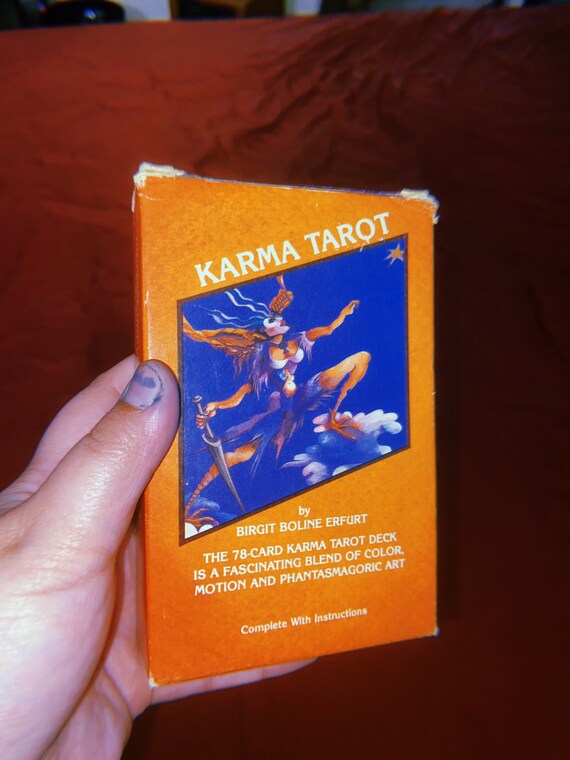 KARMA TAROT
by
BIRGIT BOLINE ERFURT
THE 78-CARD KARMA TAROT DECK
IS A FASCINATING BLEND OF COLOR,
MOTION AND PHANTASMAGORIC ART
Complete With Instructions